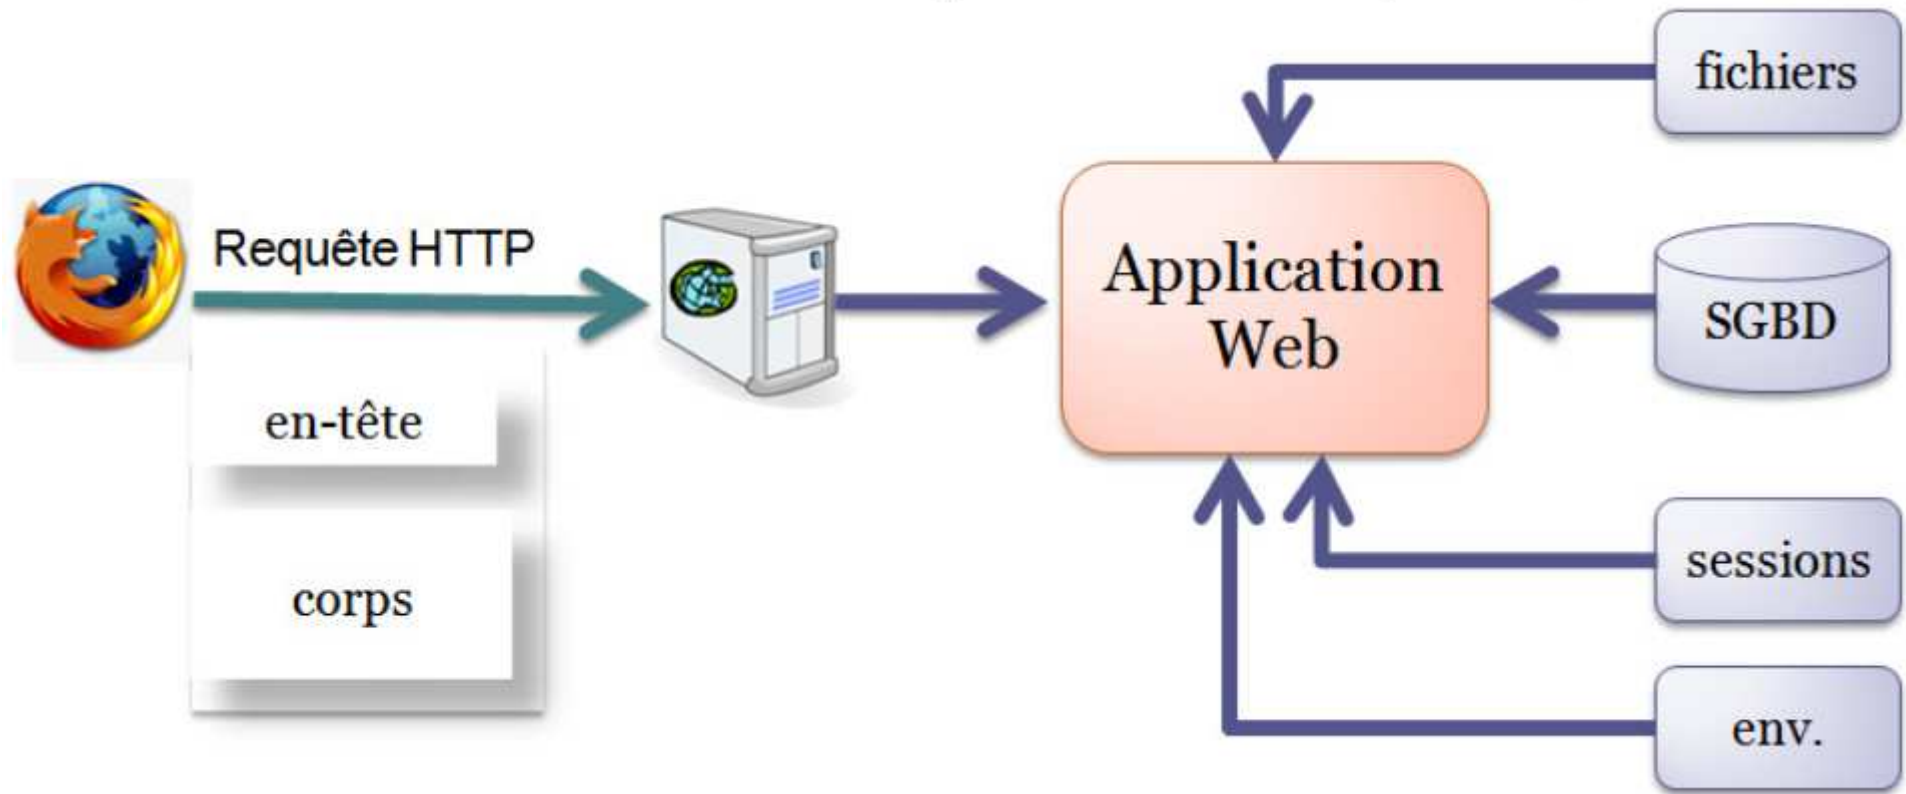 fichiers
Requête HTTP
Application
Web
SGBD
en-tête
corps
sessions
env.